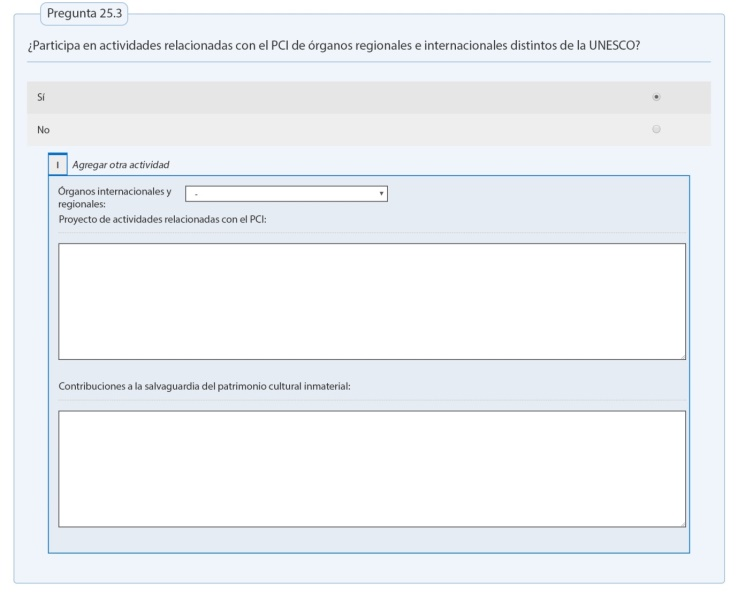 Pregunta 25.3
¿Participa en actividades relacionadas con el PCI de órganos regionales e internacionales distintos de la UNESCO?
Sí
No
I Agregar otra actividad
Órganos internacionales y
regionales:
-
Proyecto de actividades relacionadas con el PCI:
Contribuciones a la salvaguardia del patrimonio cultural inmaterial: